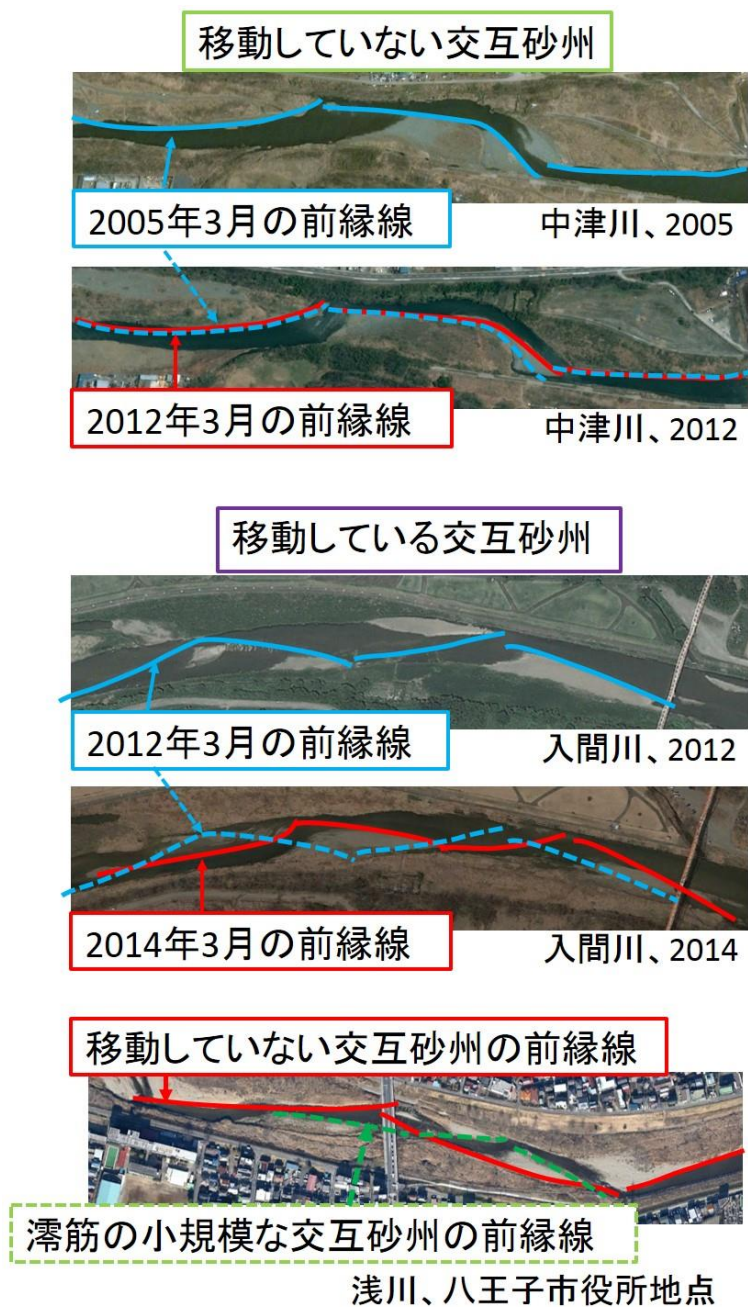 移動していない交互砂州
2005年3月の前縁線
中津川、2005
2012年3月の前縁線
中津川、2012
移動している交互砂州
2012年3月の前縁線
入間川、2012
2014年3月の前縁線
入間川、2014
移動していない交互砂州の前縁線
澪筋の小規模な交互砂州の前縁線
浅川、八王子市役所地点